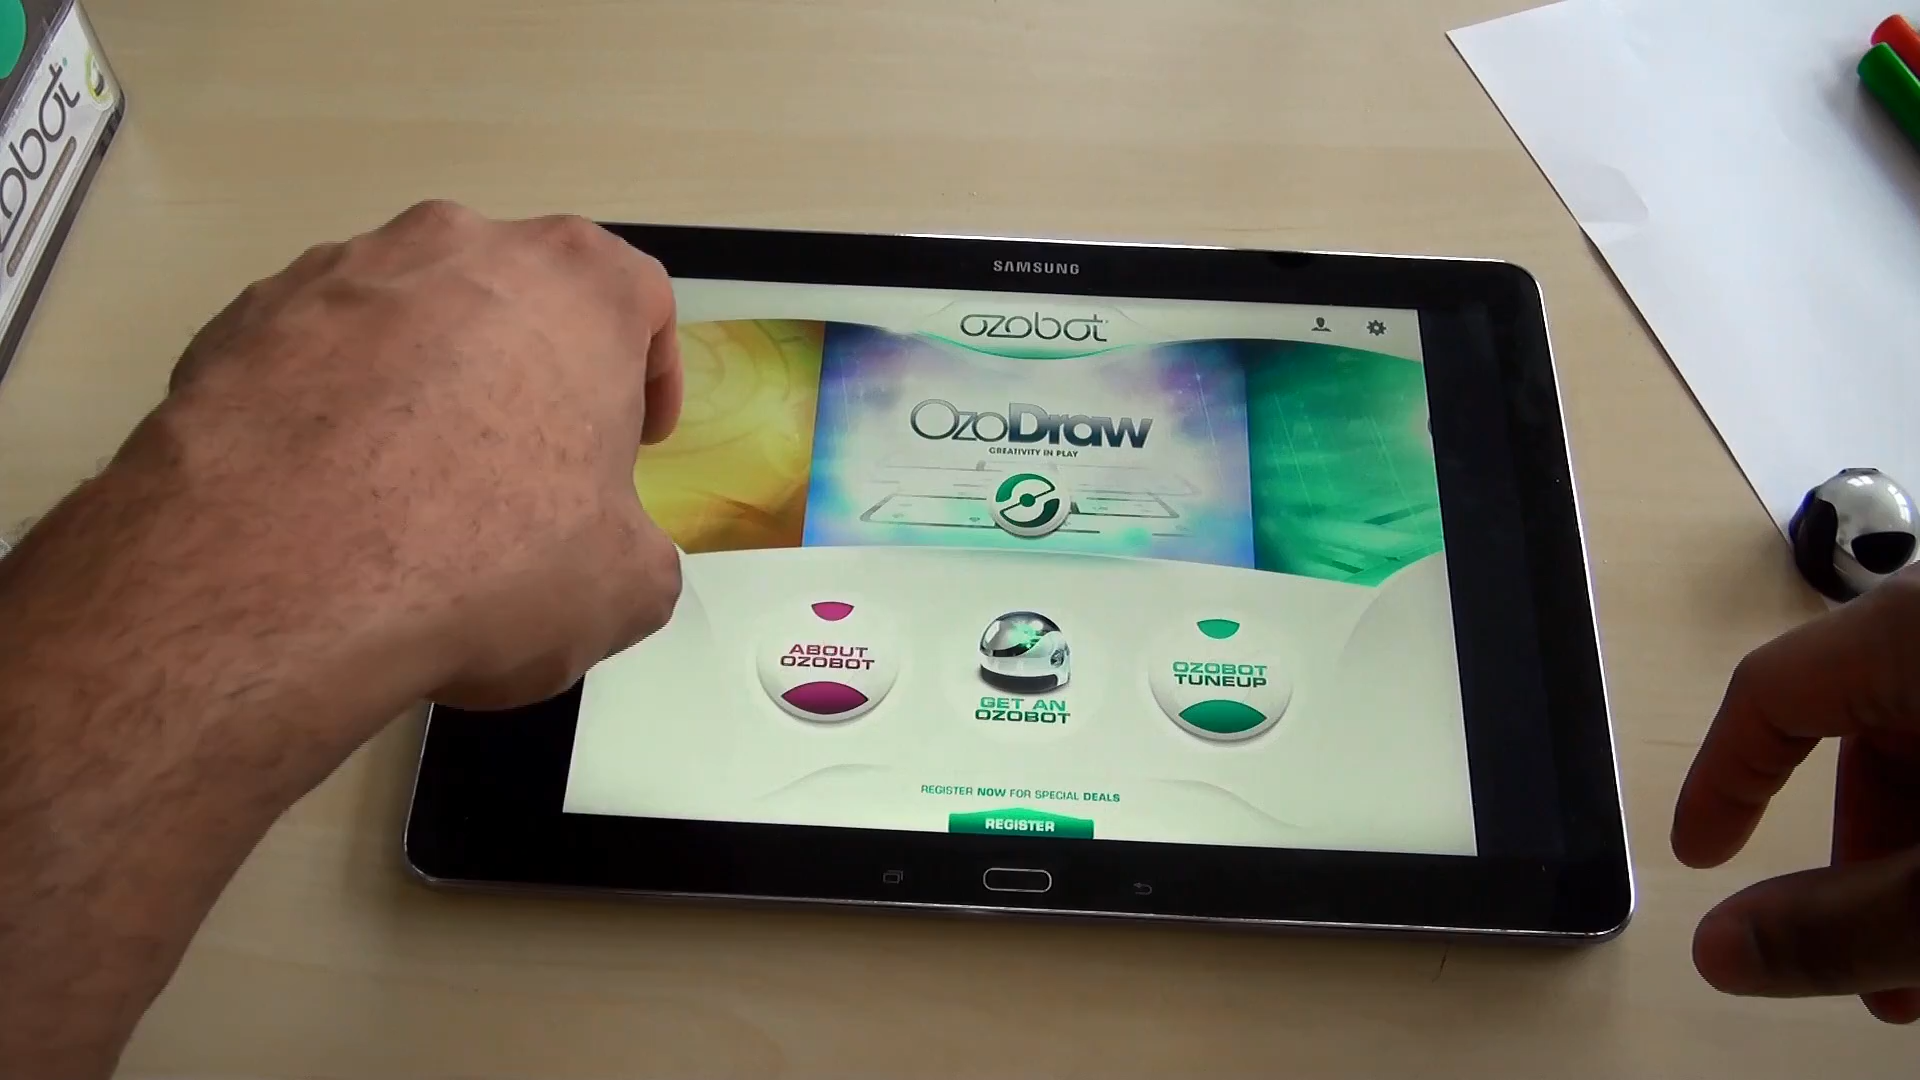 ozobot
SAMSUNG
ozobot
OzoDraw
CREATIVITY IN PLAY
ABOUT
OZOBOT
GET AN
OZOBOT
OZOBOT
TUNEUP
REGISTER NOW FOR SPECIAL DEALS
REGISTER